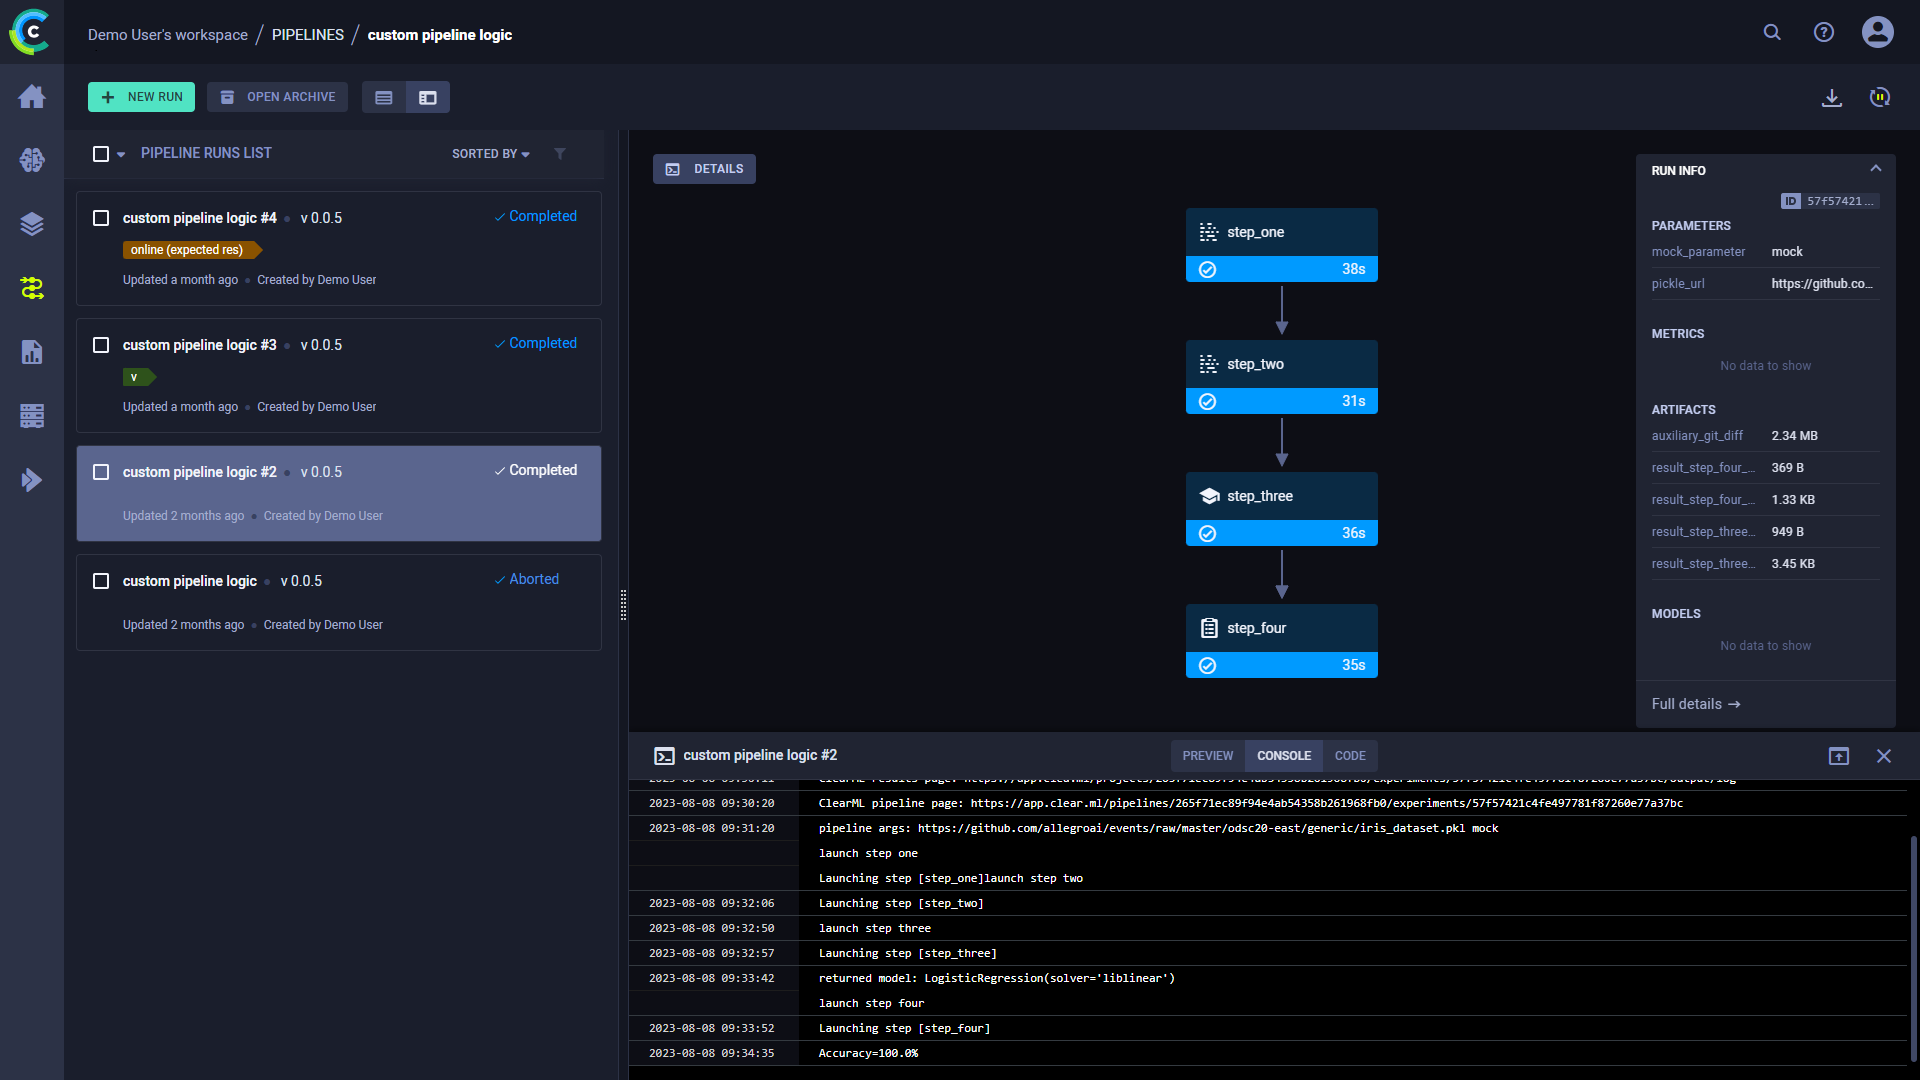 Demo User's workspace / PIPELINES / custom pipeline logic
NEW RUN
OPEN ARCHIVE
PIPELINE RUNS LIST
SORTED BY
custom pipeline logic #4 v 0.0.5 Completed
online (expected res)
Updated a month ago Created by Demo User
custom pipeline logic #3 v 0.0.5 Completed
v
Updated a month ago Created by Demo User
custom pipeline logic #2 v 0.0.5 Completed
Updated 2 months ago Created by Demo User
custom pipeline logic v 0.0.5 Aborted
Updated 2 months ago Created by Demo User
DETAILS
step_one
38s
step_two
31s
step_three
36s
step_four
35s
RUN INFO
ID 57f57421...
PARAMETERS
mock_parameter mock
pickle_url https://github.co...
METRICS
No data to show
ARTIFACTS
auxiliary_git_diff 2.34 MB
result_step_four_... 369 B
result_step_four_... 1.33 KB
result_step_three... 949 B
result_step_three... 3.45 KB
MODELS
No data to show
Full details →
custom pipeline logic #2
PREVIEW CONSOLE CODE
2023-08-08 09:30:20 ClearML pipeline page: https://app.clear.ml/pipelines/265f71ec89f94e4ab54358b261968fb0/experiments/57f57421c4fe497781f87260e77a37bc
2023-08-08 09:31:20 pipeline args: https://github.com/allegroai/events/raw/master/odsc20-east/generic/iris_dataset.pkl mock
launch step one
Launching step [step_one]launch step two
2023-08-08 09:32:06 Launching step [step_two]
2023-08-08 09:32:50 launch step three
2023-08-08 09:32:57 Launching step [step_three]
2023-08-08 09:33:42 returned model: LogisticRegression(solver='liblinear')
launch step four
2023-08-08 09:33:52 Launching step [step_four]
2023-08-08 09:34:35 Accuracy=100.0%